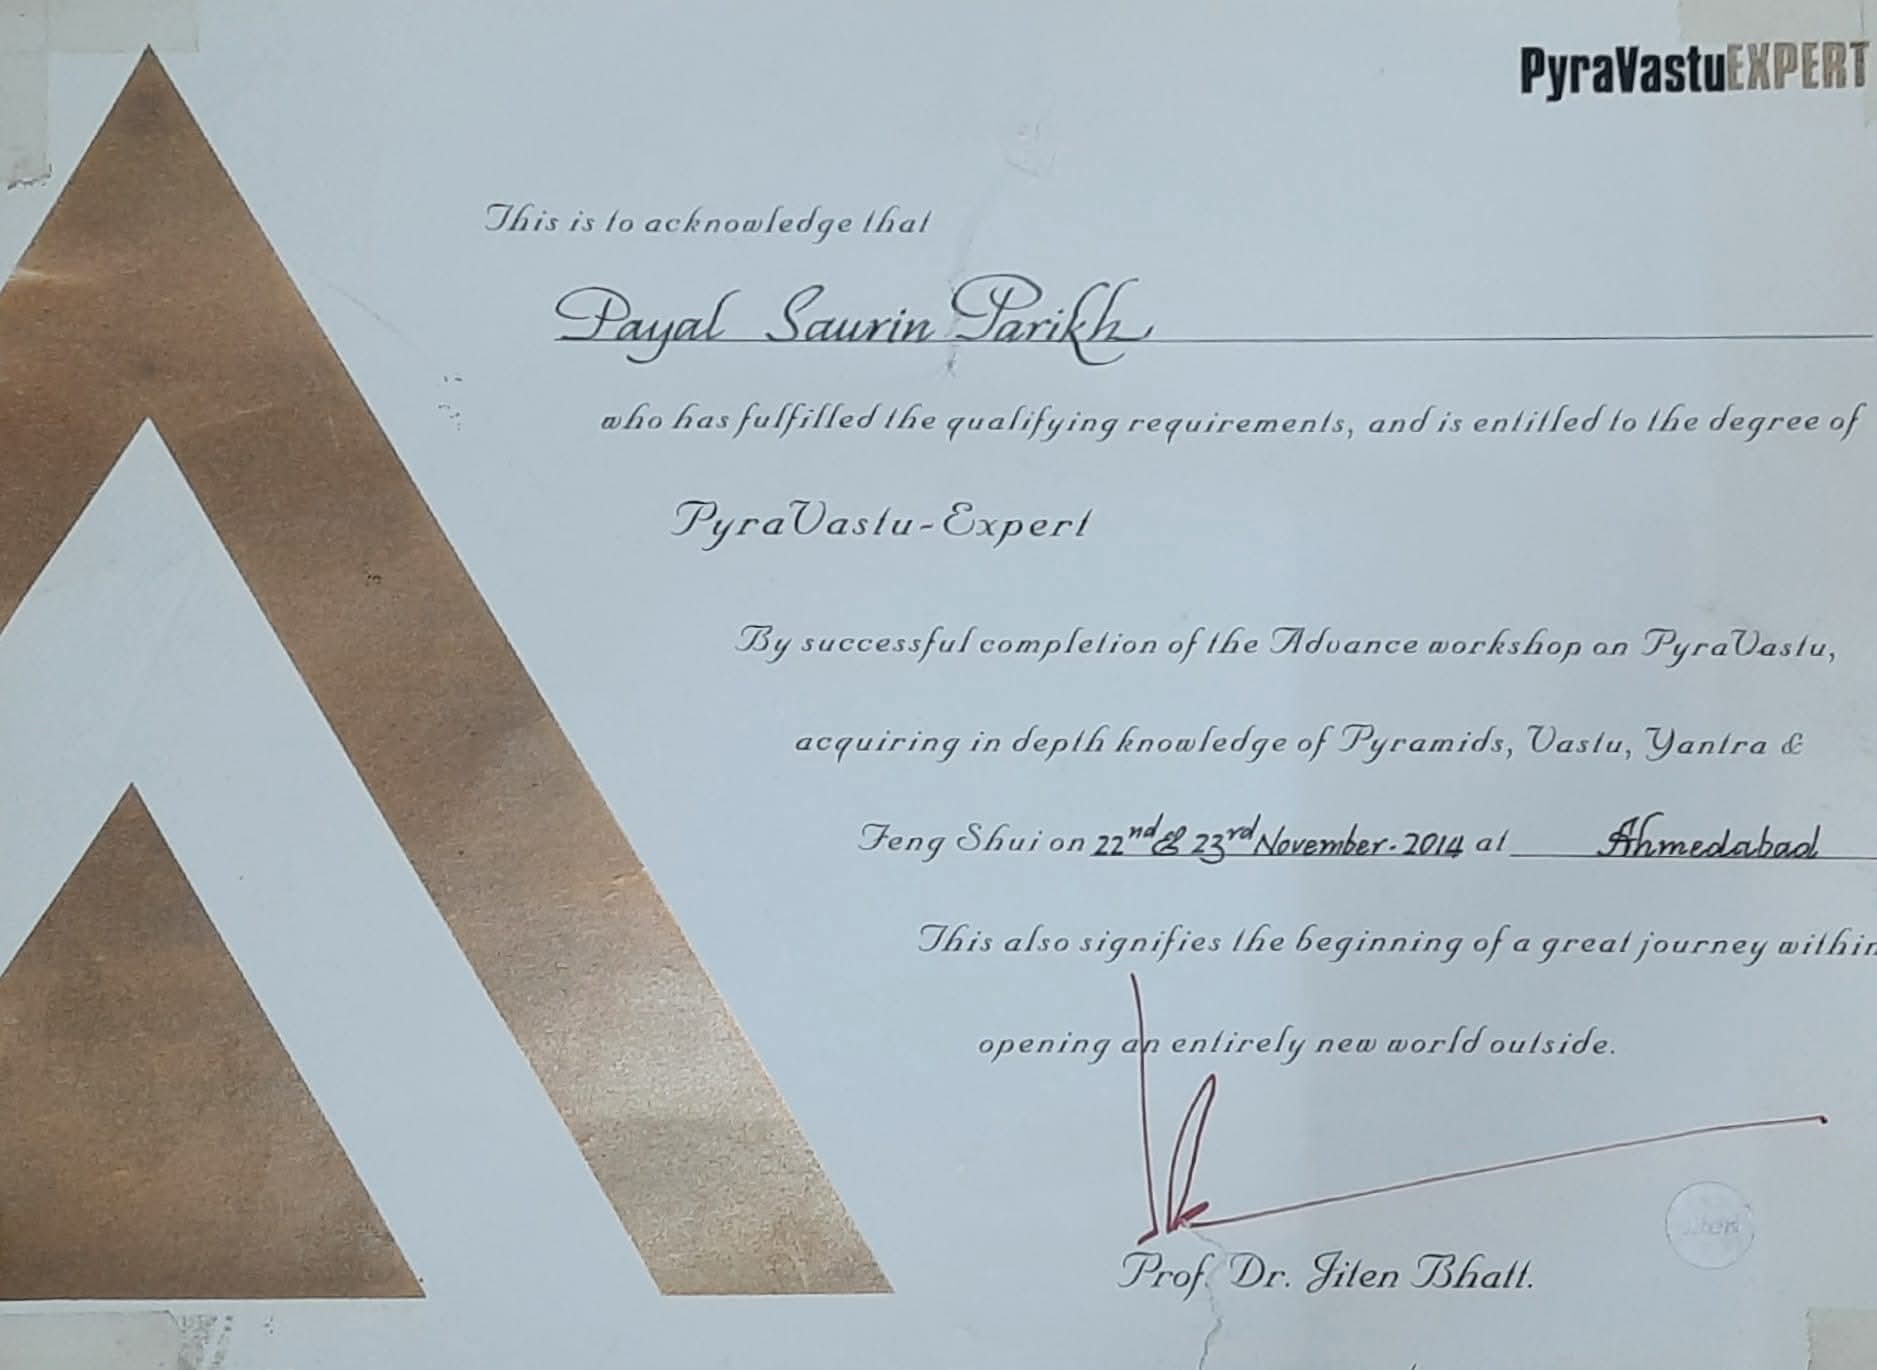 PyraVastuEXPERT
This is to acknowledge that
Payal Saurin Parikh
who has fulfilled the qualifying requirements, and is entitled to the degree of
PyraVastu-Expert
By successful completion of the Advance workshop on PyraVastu,
acquiring in depth knowledge of Pyramids, Vastu, Yantra &
Feng Shui on 22nd & 23rd November. 2014 at Ahmedabad
This also signifies the beginning of a great journey within
opening an entirely new world outside.
Prof. Dr. Jiten Bhatt.